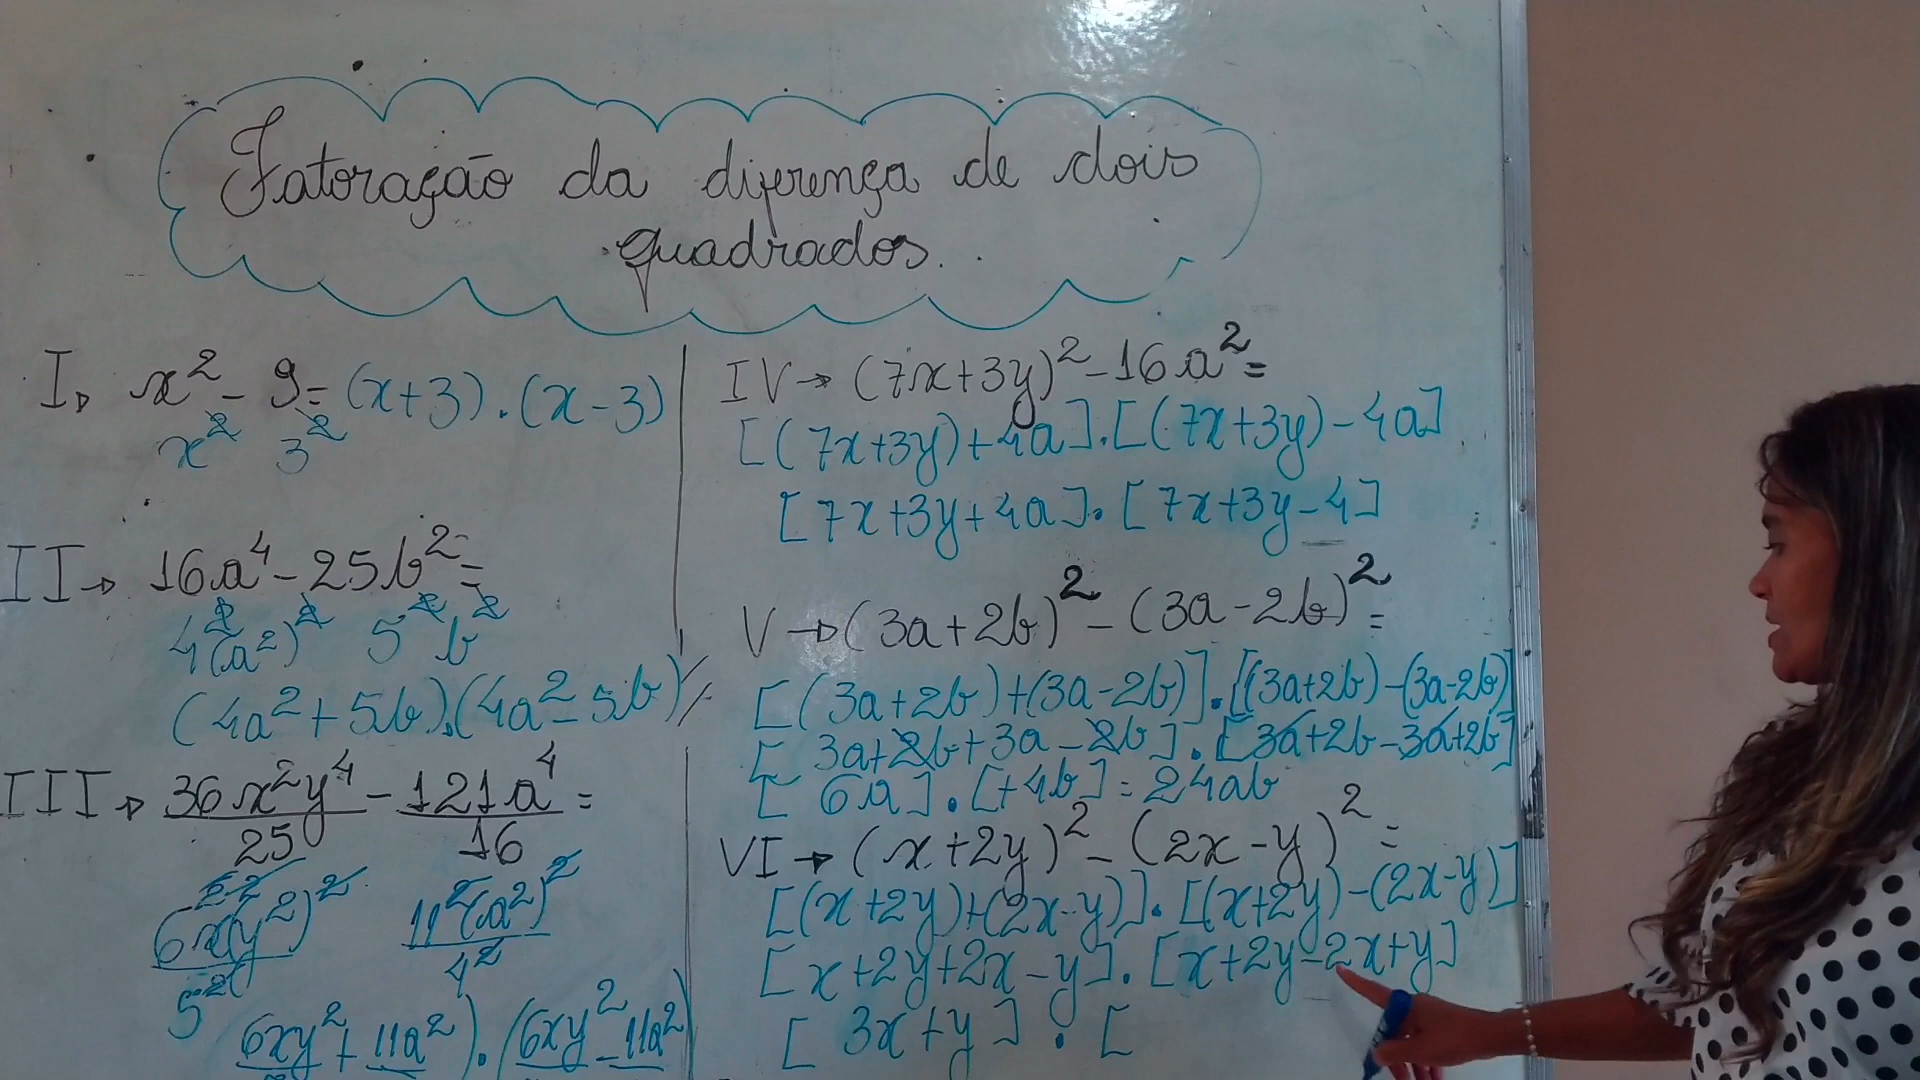 Fatoração da diferença de dois
quadrados.
I→ x² - 9 = (x+3).(x-3)
x² 3²
II→ 16a⁴ - 25b² =
4²(a²)² 5²b²
(4a²+5b).(4a²-5b)//
III→ 36x²y⁴/25 - 121a⁴/16 =
6²x²(y²)²/5² 11²(a²)²/4²
6xy² + 11a²).(6xy² - 11a²
IV→ (7x+3y)² - 16a² =
[(7x+3y)+4a].[(7x+3y)-4a]
[7x+3y+4a].[7x+3y-4]
V→ (3a+2b)² - (3a-2b)² =
[(3a+2b)+(3a-2b)].[(3a+2b)-(3a-2b)]
[3a+2b+3a-2b].[3a+2b-3a+2b]
[6a].[+4b] = 24ab
VI→ (x+2y)² - (2x-y)² =
[(x+2y)+(2x-y)].[(x+2y)-(2x-y)]
[x+2y+2x-y].[x+2y-2x+y]
[3x+y].[